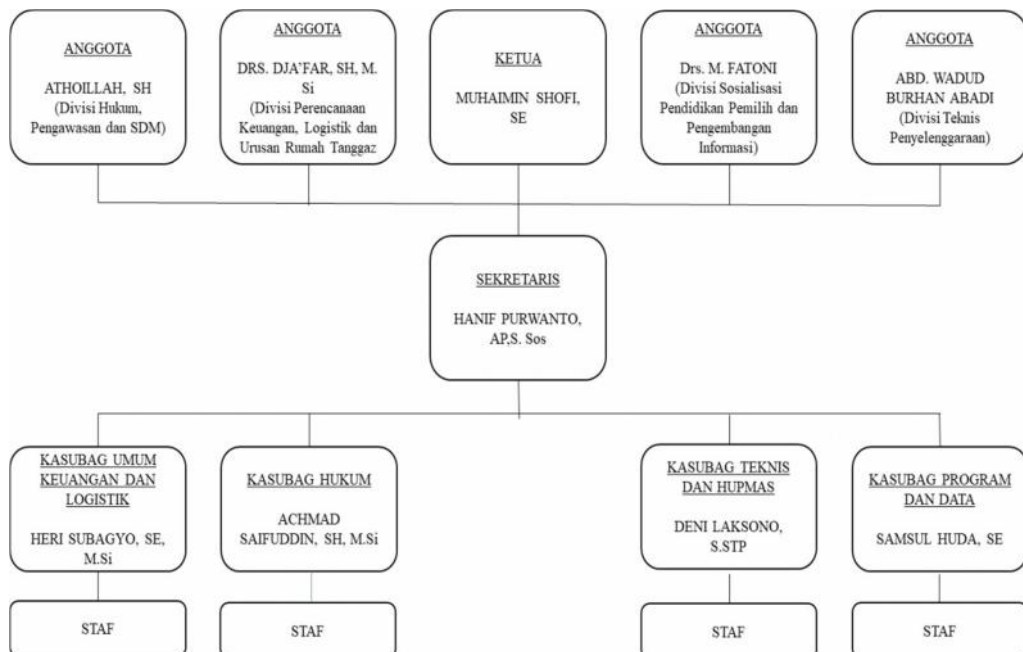 ANGGOTA
ATHOILLAH, SH
(Divisi Hukum,
Pengawasan dan SDM)
ANGGOTA
DRS. DJA'FAR, SH, M.
Si
(Divisi Perencanaan
Keuangan, Logistik dan
Urusan Rumah Tanggaz
KETUA
MUHAIMIN SHOFI,
SE
ANGGOTA
Drs. M. FATONI
(Divisi Sosialisasi
Pendidikan Pemilih dan
Pengembangan
Informasi)
ANGGOTA
ABD. WADUD
BURHAN ABADI
(Divisi Teknis
Penyelenggaraan)
SEKRETARIS
HANIF PURWANTO,
AP,S. Sos
KASUBAG UMUM
KEUANGAN DAN
LOGISTIK
HERI SUBAGYO, SE,
M.Si
KASUBAG HUKUM
ACHMAD
SAIFUDDIN, SH, M.Si
KASUBAG TEKNIS
DAN HUPMAS
DENI LAKSONO,
S.STP
KASUBAG PROGRAM
DAN DATA
SAMSUL HUDA, SE
STAF
STAF
STAF
STAF